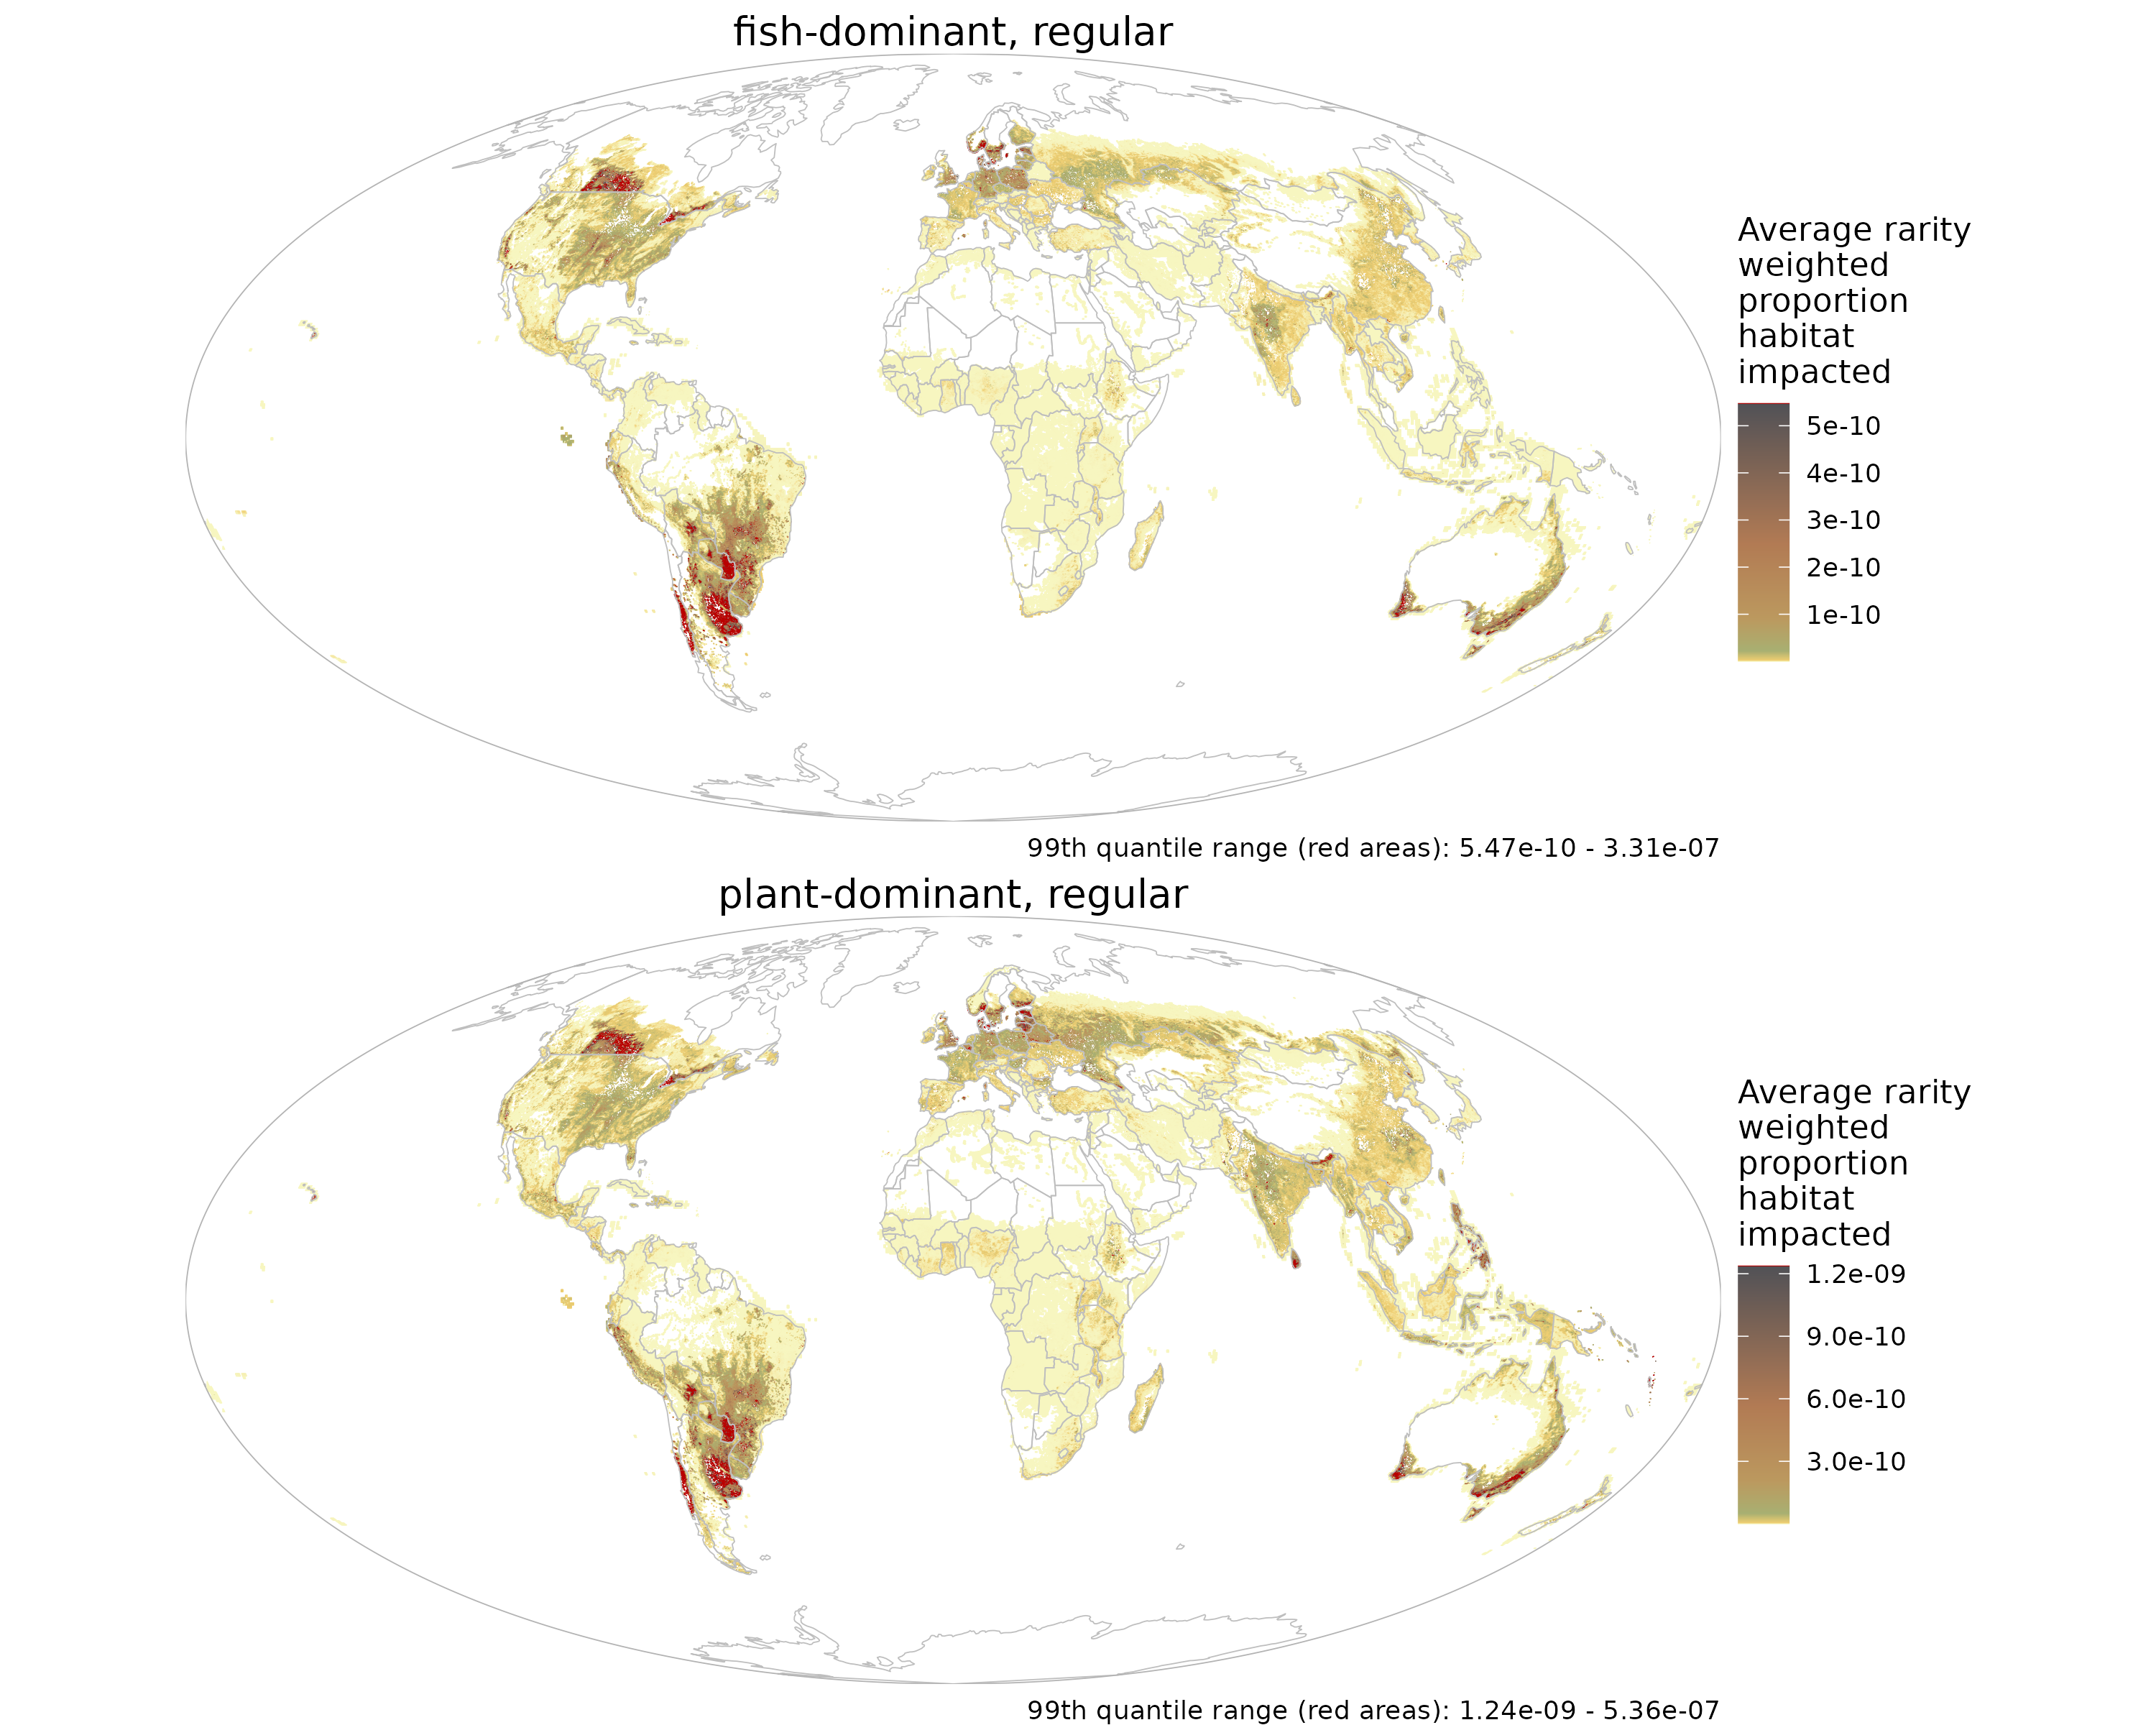 fish-dominant, regular
Average rarity
weighted
proportion
habitat
impacted
5e-10
4e-10
3e-10
2e-10
1e-10
99th quantile range (red areas): 5.47e-10 - 3.31e-07
plant-dominant, regular
Average rarity
weighted
proportion
habitat
impacted
1.2e-09
9.0e-10
6.0e-10
3.0e-10
99th quantile range (red areas): 1.24e-09 - 5.36e-07